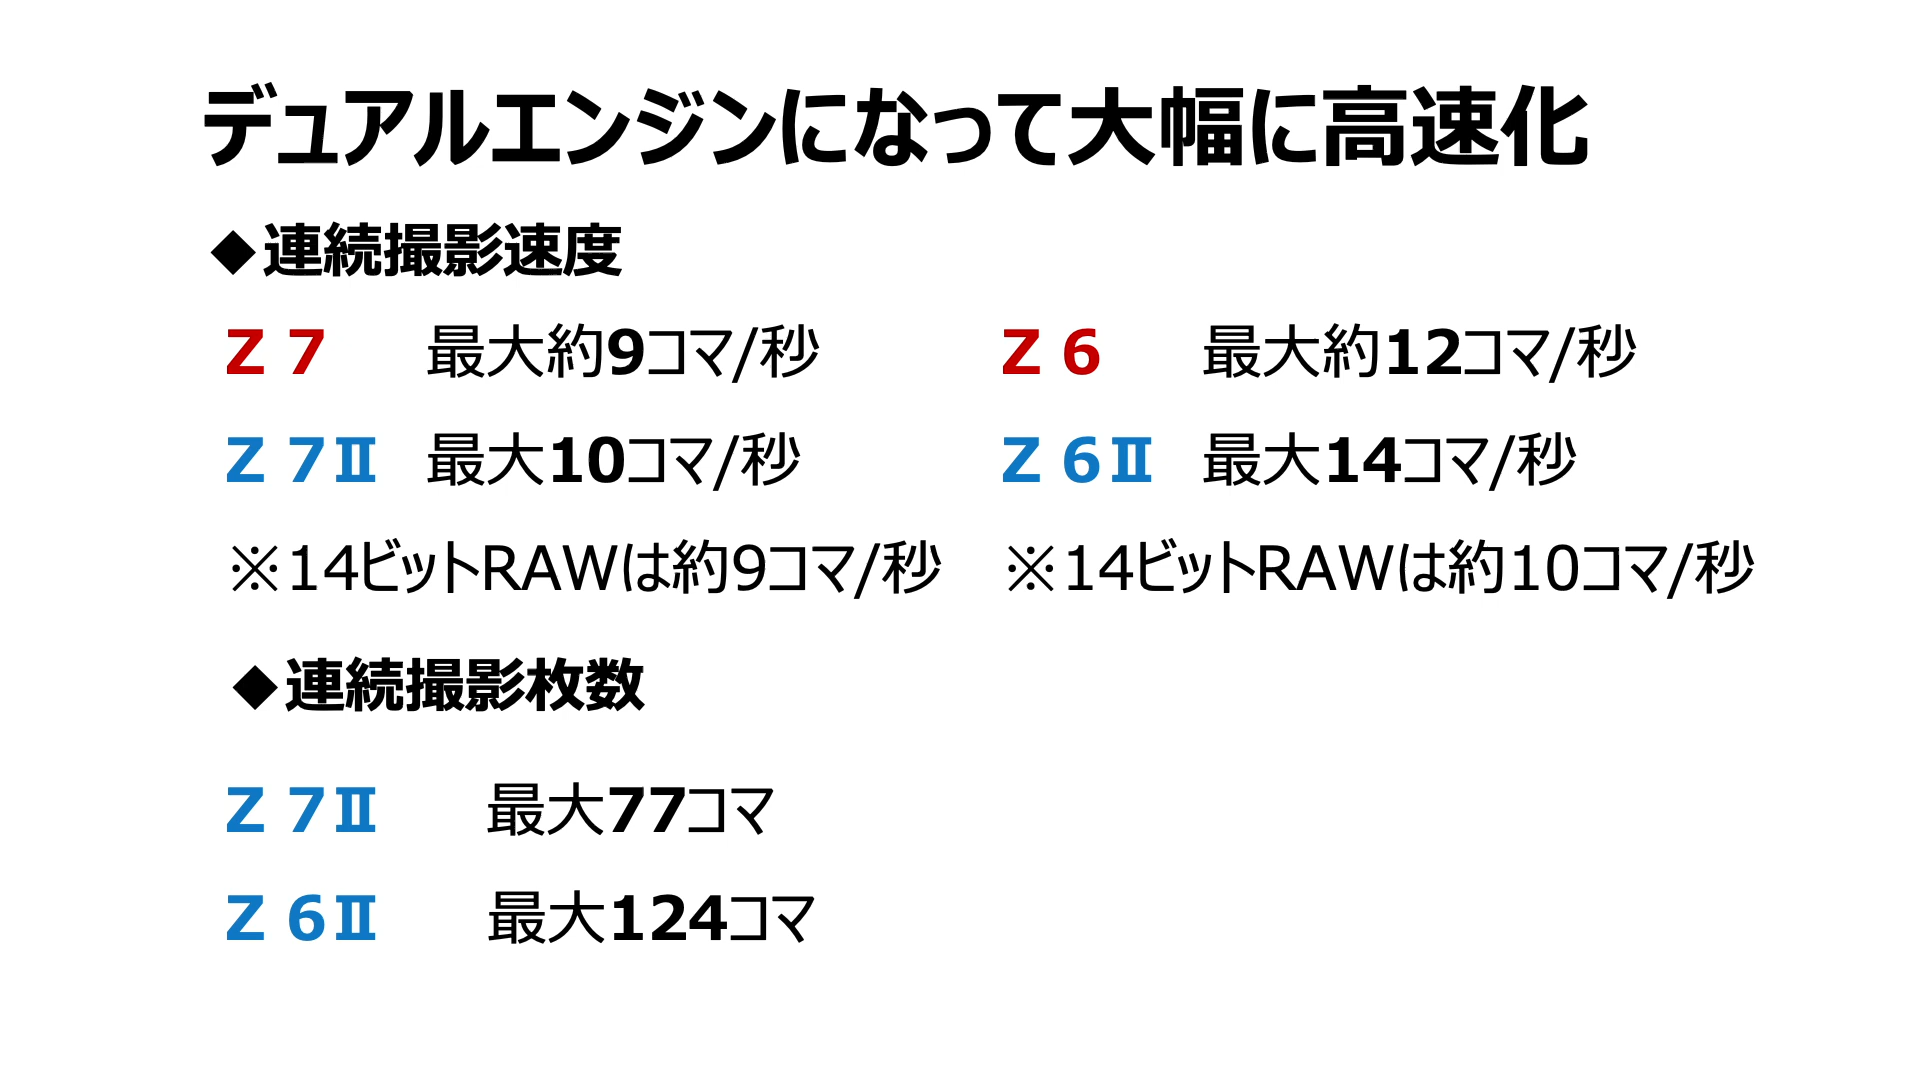 デュアルエンジンになって大幅に高速化
◆連続撮影速度
Z 7 最大約9コマ/秒 Z 6 最大約12コマ/秒
Z 7Ⅱ 最大10コマ/秒 Z 6Ⅱ 最大14コマ/秒
※14ビットRAWは約9コマ/秒 ※14ビットRAWは約10コマ/秒
◆連続撮影枚数
Z 7Ⅱ 最大77コマ
Z 6Ⅱ 最大124コマ